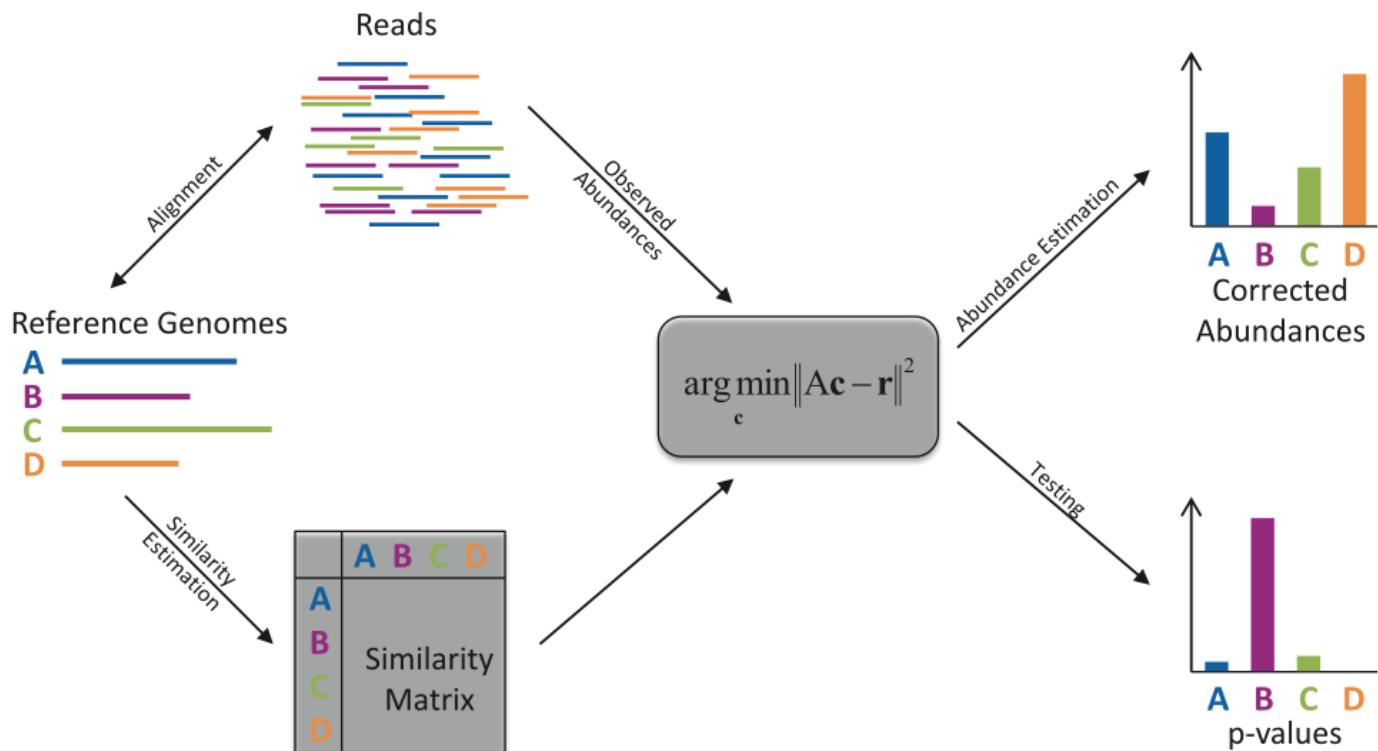 Reads
Alignment
Observed
Abundances
Reference Genomes
A
B
C
D
Similarity
Estimation
A B C D
A
B
C
D
Similarity
Matrix
arg min‖Ac − r‖²
c
Abundance Estimation
Testing
A B C D
Corrected
Abundances
A B C D
p-values